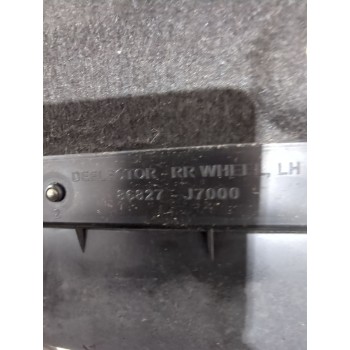 DEFLECTOR - RR WHEEL, LH
86827 - J7000